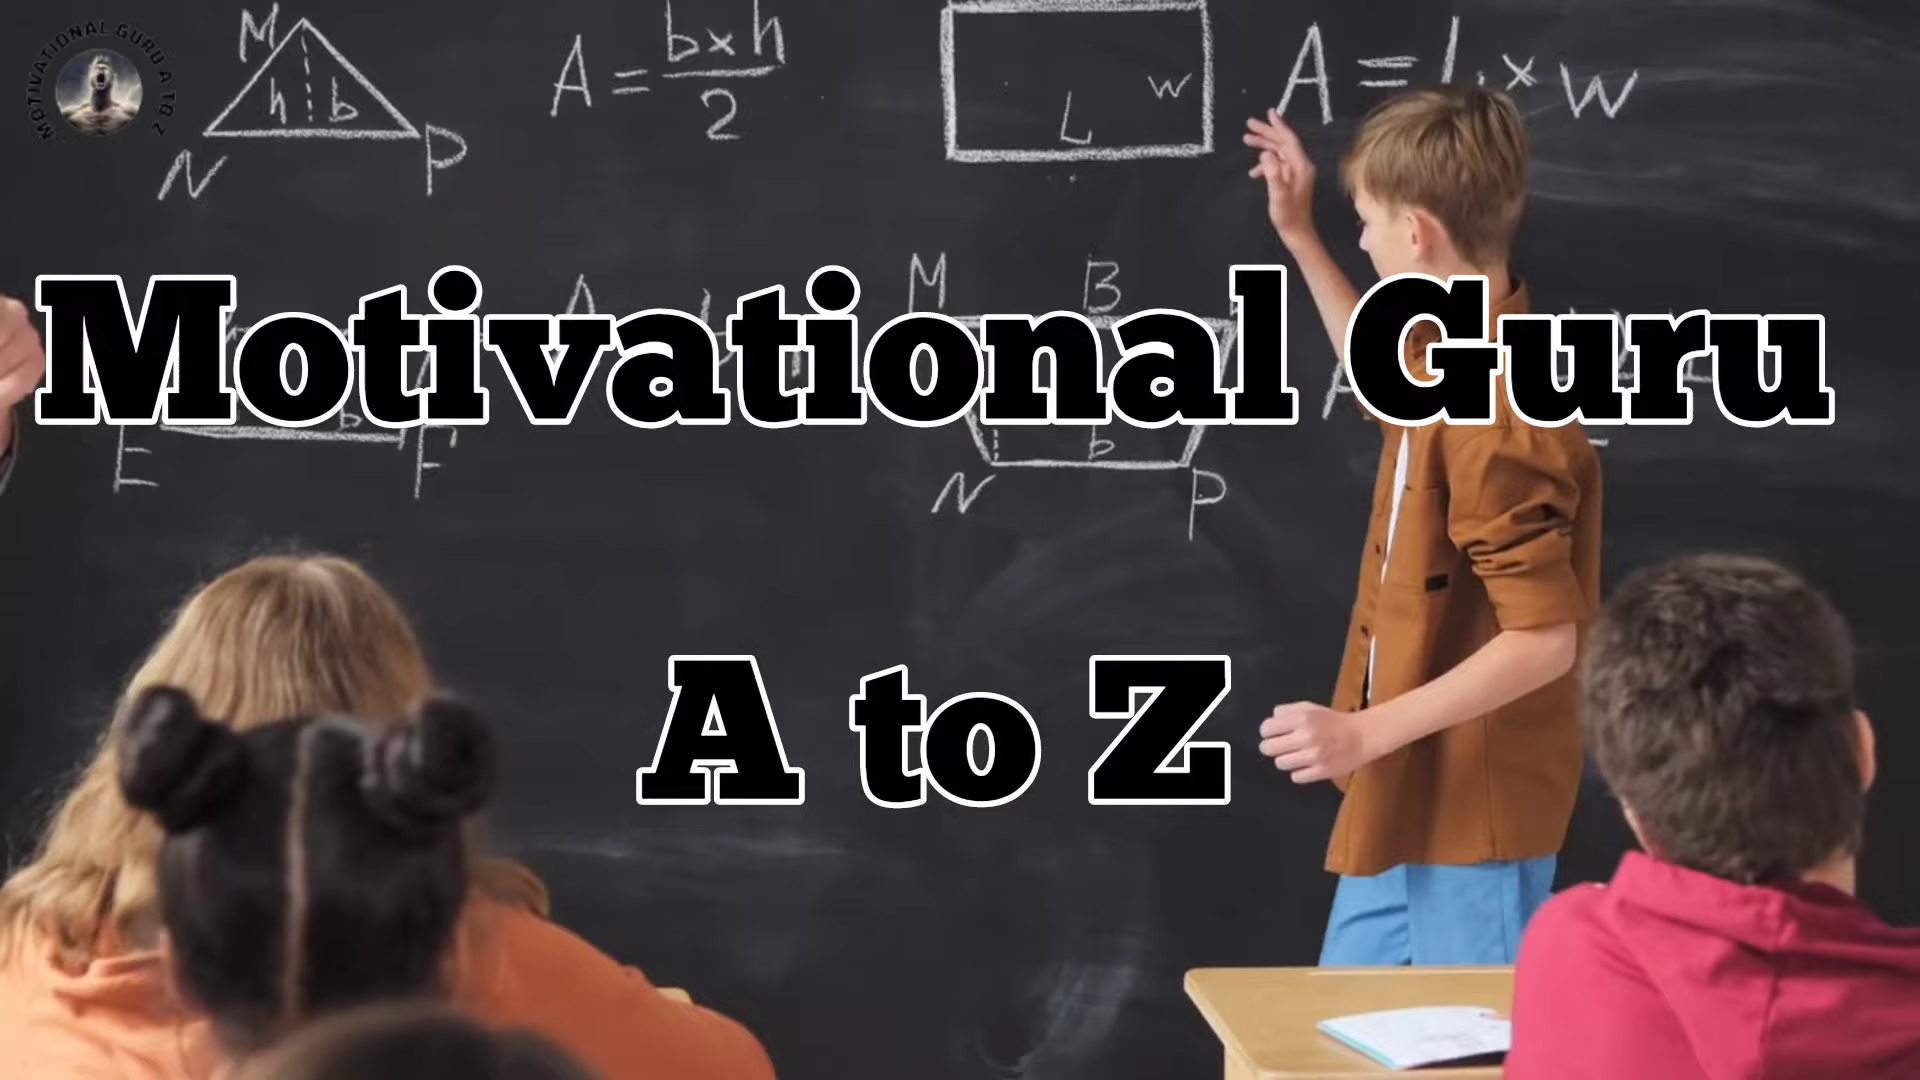 MOTIVATIONAL GURU A TO Z
M
h b
N P
A = b×h
2
L w
A = L × W
Motivational Guru
M B
b
E F
b
N P
A to Z